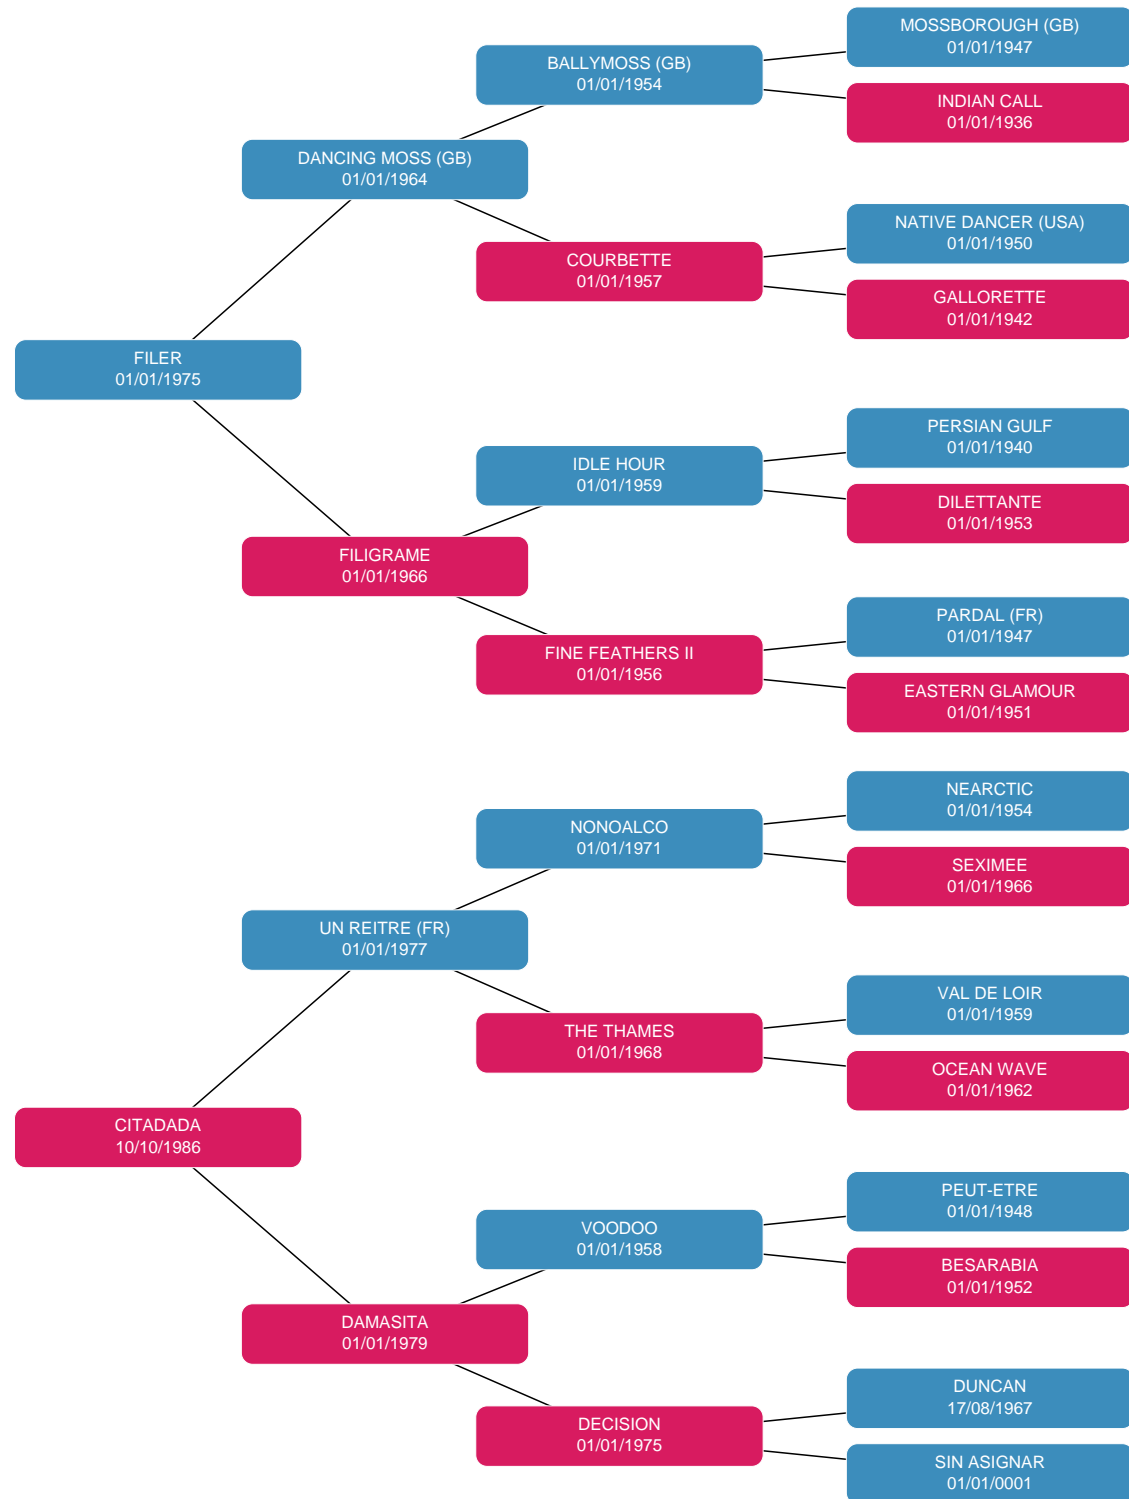 MOSSBOROUGH (GB)
01/01/1947
BALLYMOSS (GB)
01/01/1954
INDIAN CALL
01/01/1936
DANCING MOSS (GB)
01/01/1964
NATIVE DANCER (USA)
01/01/1950
COURBETTE
01/01/1957
GALLORETTE
01/01/1942
FILER
01/01/1975
PERSIAN GULF
01/01/1940
IDLE HOUR
01/01/1959
DILETTANTE
01/01/1953
FILIGRAME
01/01/1966
PARDAL (FR)
01/01/1947
FINE FEATHERS II
01/01/1956
EASTERN GLAMOUR
01/01/1951
NEARCTIC
01/01/1954
NONOALCO
01/01/1971
SEXIMEE
01/01/1966
UN REITRE (FR)
01/01/1977
VAL DE LOIR
01/01/1959
THE THAMES
01/01/1968
OCEAN WAVE
01/01/1962
CITADADA
10/10/1986
PEUT-ETRE
01/01/1948
VOODOO
01/01/1958
BESARABIA
01/01/1952
DAMASITA
01/01/1979
DUNCAN
17/08/1967
DECISION
01/01/1975
SIN ASIGNAR
01/01/0001